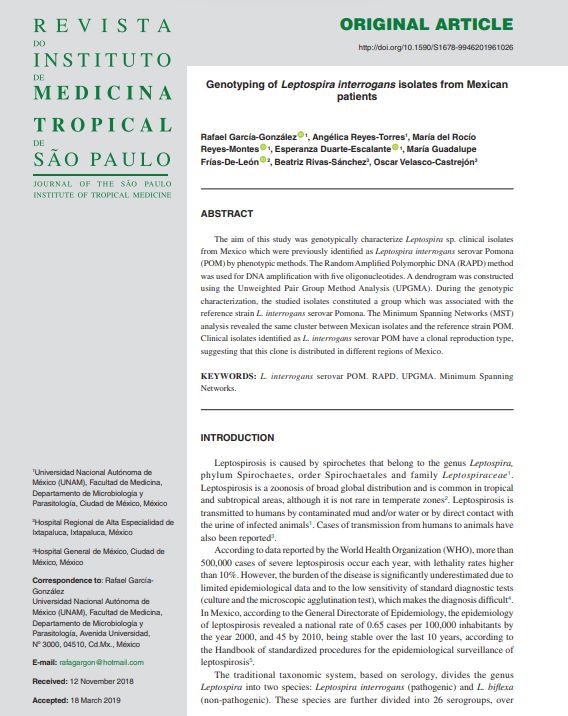 REVISTA
DO
INSTITUTO
DE
MEDICINA
TROPICAL
DE
SÃO PAULO
JOURNAL OF THE SÃO PAULO
INSTITUTE OF TROPICAL MEDICINE
ORIGINAL ARTICLE
http://doi.org/10.1590/S1678-9946201961026
Genotyping of Leptospira interrogans isolates from Mexican
patients
Rafael García-González 1, Angélica Reyes-Torres1, María del Rocío
Reyes-Montes 1, Esperanza Duarte-Escalante 1, María Guadalupe
Frías-De-León 2, Beatriz Rivas-Sánchez3, Oscar Velasco-Castrejón3
ABSTRACT
The aim of this study was genotypically characterize Leptospira sp. clinical isolates
from Mexico which were previously identified as Leptospira interrogans serovar Pomona
(POM) by phenotypic methods. The Random Amplified Polymorphic DNA (RAPD) method
was used for DNA amplification with five oligonucleotides. A dendrogram was constructed
using the Unweighted Pair Group Method Analysis (UPGMA). During the genotypic
characterization, the studied isolates constituted a group which was associated with the
reference strain L. interrogans serovar Pomona. The Minimum Spanning Networks (MST)
analysis revealed the same cluster between Mexican isolates and the reference strain POM.
Clinical isolates identified as L. interrogans serovar POM have a clonal reproduction type,
suggesting that this clone is distributed in different regions of Mexico.
KEYWORDS: L. interrogans serovar POM. RAPD. UPGMA. Minimum Spanning
Networks.
INTRODUCTION
Leptospirosis is caused by spirochetes that belong to the genus Leptospira,
phylum Spirochaetes, order Spirochaetales and family Leptospiraceae1.
Leptospirosis is a zoonosis of broad global distribution and is common in tropical
and subtropical areas, although it is not rare in temperate zones2. Leptospirosis is
transmitted to humans by contaminated mud and/or water or by direct contact with
the urine of infected animals1. Cases of transmission from humans to animals have
also been reported3.
According to data reported by the World Health Organization (WHO), more than
500,000 cases of severe leptospirosis occur each year, with lethality rates higher
than 10%. However, the burden of the disease is significantly underestimated due to
limited epidemiological data and to the low sensitivity of standard diagnostic tests
(culture and the microscopic agglutination test), which makes the diagnosis difficult4.
In Mexico, according to the General Directorate of Epidemiology, the epidemiology
of leptospirosis revealed a national rate of 0.65 cases per 100,000 inhabitants by
the year 2000, and 45 by 2010, being stable over the last 10 years, according to
the Handbook of standardized procedures for the epidemiological surveillance of
leptospirosis5.
The traditional taxonomic system, based on serology, divides the genus
Leptospira into two species: Leptospira interrogans (pathogenic) and L. biflexa
(non-pathogenic). These species are further divided into 26 serogroups, over
1Universidad Nacional Autónoma de
México (UNAM), Facultad de Medicina,
Departamento de Microbiología y
Parasitología, Ciudad de México, México
2Hospital Regional de Alta Especialidad de
Ixtapaluca, Ixtapaluca, México
3Hospital General de México, Ciudad de
México, México
Correspondence to: Rafael García-
González
Universidad Nacional Autónoma de
México (UNAM), Facultad de Medicina,
Departamento de Microbiología y
Parasitología, Avenida Universidad,
Nº 3000, 04510, Cd.Mx., México
E-mail: rafagargon@hotmail.com
Received: 12 November 2018
Accepted: 18 March 2019